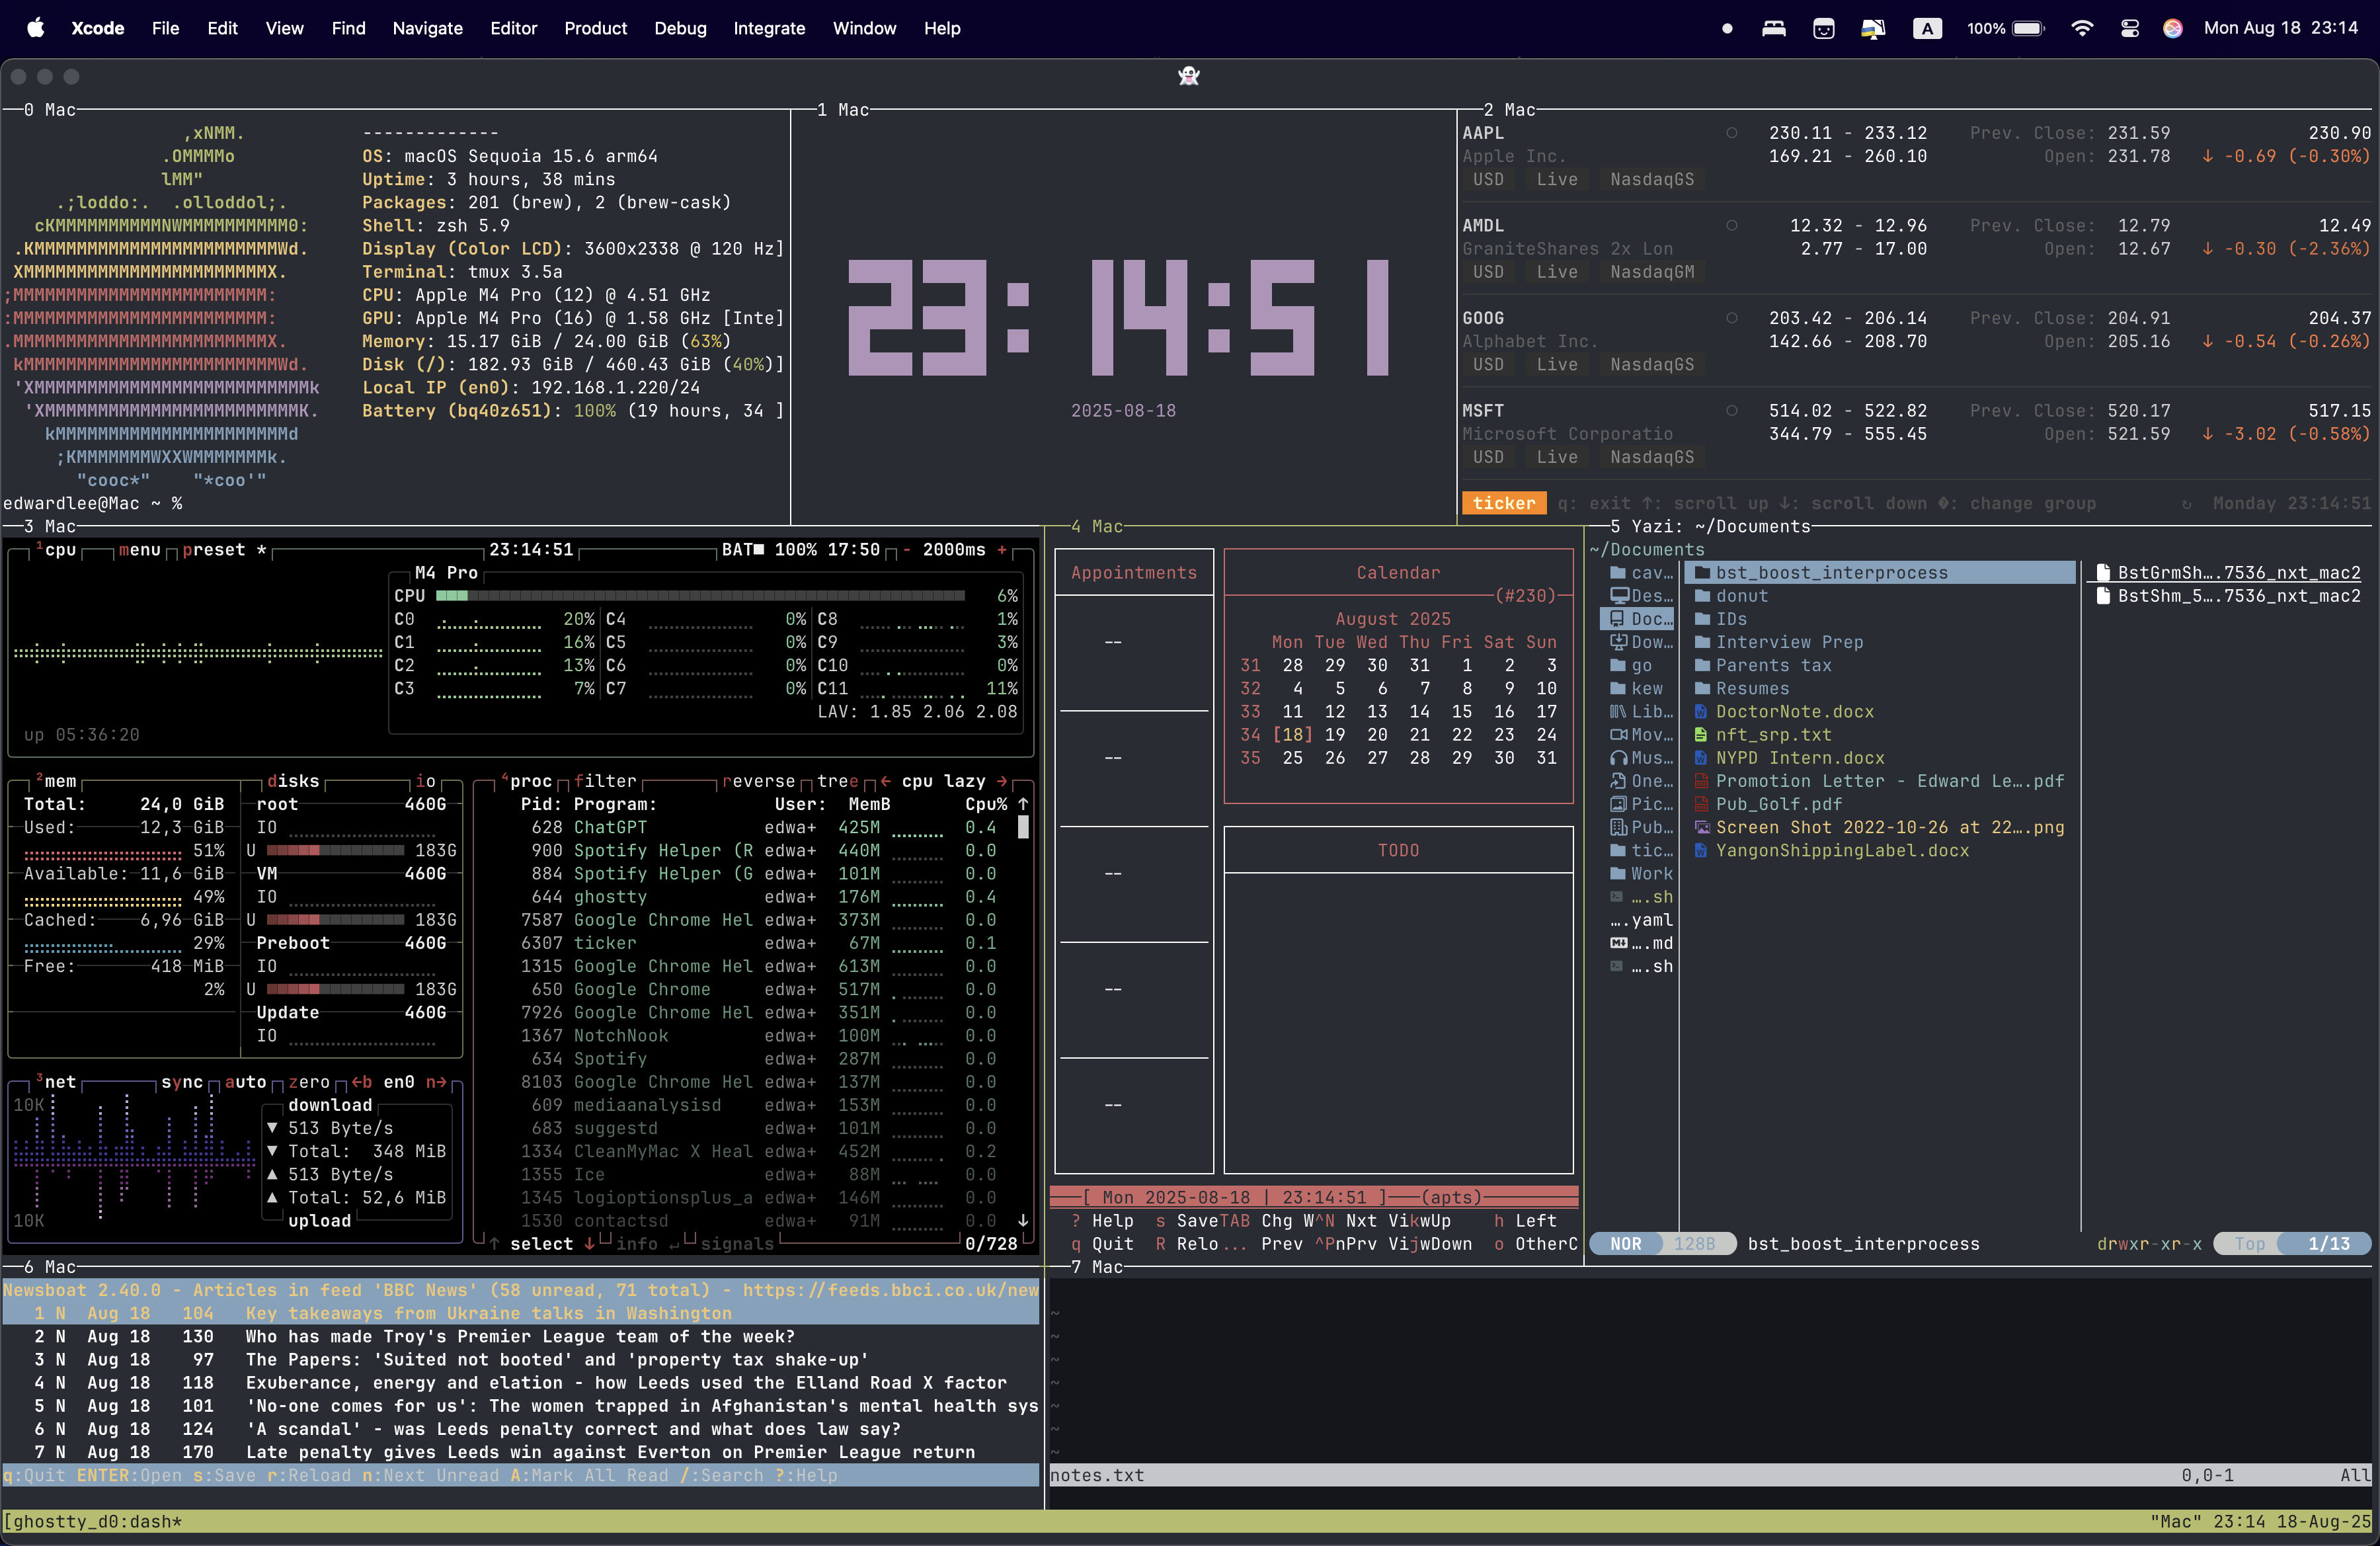 Xcode File Edit View Find Navigate Editor Product Debug Integrate Window Help A 100% Mon Aug 18 23:14
0 Mac
,xNMM.
.OMMMMo
lMM"
.;loddo:. .olloddol;.
cKMMMMMMMMMMNWMMMMMMMMMM0:
.KMMMMMMMMMMMMMMMMMMMMMMMWd.
XMMMMMMMMMMMMMMMMMMMMMMMX.
;MMMMMMMMMMMMMMMMMMMMMMMM:
:MMMMMMMMMMMMMMMMMMMMMMMM:
.MMMMMMMMMMMMMMMMMMMMMMMMX.
kMMMMMMMMMMMMMMMMMMMMMMMMWd.
'XMMMMMMMMMMMMMMMMMMMMMMMMMMk
'XMMMMMMMMMMMMMMMMMMMMMMMMK.
kMMMMMMMMMMMMMMMMMMMMMMd
;KMMMMMMMWXXWMMMMMMMk.
"cooc*" "*coo'"
-------------
OS: macOS Sequoia 15.6 arm64
Uptime: 3 hours, 38 mins
Packages: 201 (brew), 2 (brew-cask)
Shell: zsh 5.9
Display (Color LCD): 3600x2338 @ 120 Hz]
Terminal: tmux 3.5a
CPU: Apple M4 Pro (12) @ 4.51 GHz
GPU: Apple M4 Pro (16) @ 1.58 GHz [Inte]
Memory: 15.17 GiB / 24.00 GiB (63%)
Disk (/): 182.93 GiB / 460.43 GiB (40%)]
Local IP (en0): 192.168.1.220/24
Battery (bq40z651): 100% (19 hours, 34 ]
edwardlee@Mac ~ %
1 Mac
23:14:51
2025-08-18
2 Mac
AAPL 230.11 - 233.12 Prev. Close: 231.59 230.90
Apple Inc. 169.21 - 260.10 Open: 231.78 ↓ -0.69 (-0.30%)
USD Live NasdaqGS
AMDL 12.32 - 12.96 Prev. Close: 12.79 12.49
GraniteShares 2x Lon 2.77 - 17.00 Open: 12.67 ↓ -0.30 (-2.36%)
USD Live NasdaqGM
GOOG 203.42 - 206.14 Prev. Close: 204.91 204.37
Alphabet Inc. 142.66 - 208.70 Open: 205.16 ↓ -0.54 (-0.26%)
USD Live NasdaqGS
MSFT 514.02 - 522.82 Prev. Close: 520.17 517.15
Microsoft Corporatio 344.79 - 555.45 Open: 521.59 ↓ -3.02 (-0.58%)
USD Live NasdaqGS
ticker q: exit ↑: scroll up ↓: scroll down �: change group ↻ Monday 23:14:51
3 Mac
1cpu menu preset * 23:14:51 BAT■ 100% 17:50 - 2000ms +
M4 Pro
CPU 6%
C0 20% C4 0% C8 1%
C1 16% C5 0% C9 3%
C2 13% C6 0% C10 0%
C3 7% C7 0% C11 11%
LAV: 1.85 2.06 2.08
up 05:36:20
2mem disks io
Total: 24,0 GiB
Used: 12,3 GiB
51%
Available: 11,6 GiB
49%
Cached: 6,96 GiB
29%
Free: 418 MiB
2%
root 460G
IO
U 183G
VM 460G
IO
U 183G
Preboot 460G
IO
U 183G
Update 460G
IO
3net sync auto zero ←b en0 n→
10K
download
▼ 513 Byte/s
▼ Total: 348 MiB
▲ 513 Byte/s
▲ Total: 52,6 MiB
upload
10K
4proc filter reverse tree ← cpu lazy →
Pid: Program: User: MemB Cpu% ↑
628 ChatGPT edwa+ 425M 0.4
900 Spotify Helper (R edwa+ 440M 0.0
884 Spotify Helper (G edwa+ 101M 0.0
644 ghostty edwa+ 176M 0.4
7587 Google Chrome Hel edwa+ 373M 0.0
6307 ticker edwa+ 67M 0.1
1315 Google Chrome Hel edwa+ 613M 0.0
650 Google Chrome edwa+ 517M 0.0
7926 Google Chrome Hel edwa+ 351M 0.0
1367 NotchNook edwa+ 100M 0.0
634 Spotify edwa+ 287M 0.0
8103 Google Chrome Hel edwa+ 137M 0.0
609 mediaanalysisd edwa+ 153M 0.0
683 suggestd edwa+ 101M 0.0
1334 CleanMyMac X Heal edwa+ 452M 0.2
1355 Ice edwa+ 88M 0.0
1345 logioptionsplus_a edwa+ 146M 0.0
1530 contactsd edwa+ 91M 0.0 ↓
↑ select ↓ info ↵ signals 0/728
4 Mac
Appointments
--
--
--
--
--
Calendar
(#230)
August 2025
Mon Tue Wed Thu Fri Sat Sun
31 28 29 30 31 1 2 3
32 4 5 6 7 8 9 10
33 11 12 13 14 15 16 17
34 [18] 19 20 21 22 23 24
35 25 26 27 28 29 30 31
TODO
[ Mon 2025-08-18 | 23:14:51 ] (apts)
? Help s SaveTAB Chg W^N Nxt VikwUp h Left
q Quit R Relo... Prev ^PnPrv VijwDown o OtherC
5 Yazi: ~/Documents
~/Documents
cav…
Des…
Doc…
Dow…
go
kew
Lib…
Mov…
Mus…
One…
Pic…
Pub…
tic…
Work
….sh
….yaml
….md
….sh
bst_boost_interprocess
donut
IDs
Interview Prep
Parents tax
Resumes
DoctorNote.docx
nft_srp.txt
NYPD Intern.docx
Promotion Letter - Edward Le….pdf
Pub_Golf.pdf
Screen Shot 2022-10-26 at 22….png
YangonShippingLabel.docx
BstGrmSh….7536_nxt_mac2
BstShm_5….7536_nxt_mac2
NOR 128B bst_boost_interprocess drwxr-xr-x Top 1/13
6 Mac
Newsboat 2.40.0 - Articles in feed 'BBC News' (58 unread, 71 total) - https://feeds.bbci.co.uk/new
1 N Aug 18 104 Key takeaways from Ukraine talks in Washington
2 N Aug 18 130 Who has made Troy's Premier League team of the week?
3 N Aug 18 97 The Papers: 'Suited not booted' and 'property tax shake-up'
4 N Aug 18 118 Exuberance, energy and elation - how Leeds used the Elland Road X factor
5 N Aug 18 101 'No-one comes for us': The women trapped in Afghanistan's mental health sys
6 N Aug 18 124 'A scandal' - was Leeds penalty correct and what does law say?
7 N Aug 18 170 Late penalty gives Leeds win against Everton on Premier League return
q:Quit ENTER:Open s:Save r:Reload n:Next Unread A:Mark All Read /:Search ?:Help
7 Mac
~
~
~
~
~
~
~
notes.txt 0,0-1 All
[ghostty_d0:dash* "Mac" 23:14 18-Aug-25